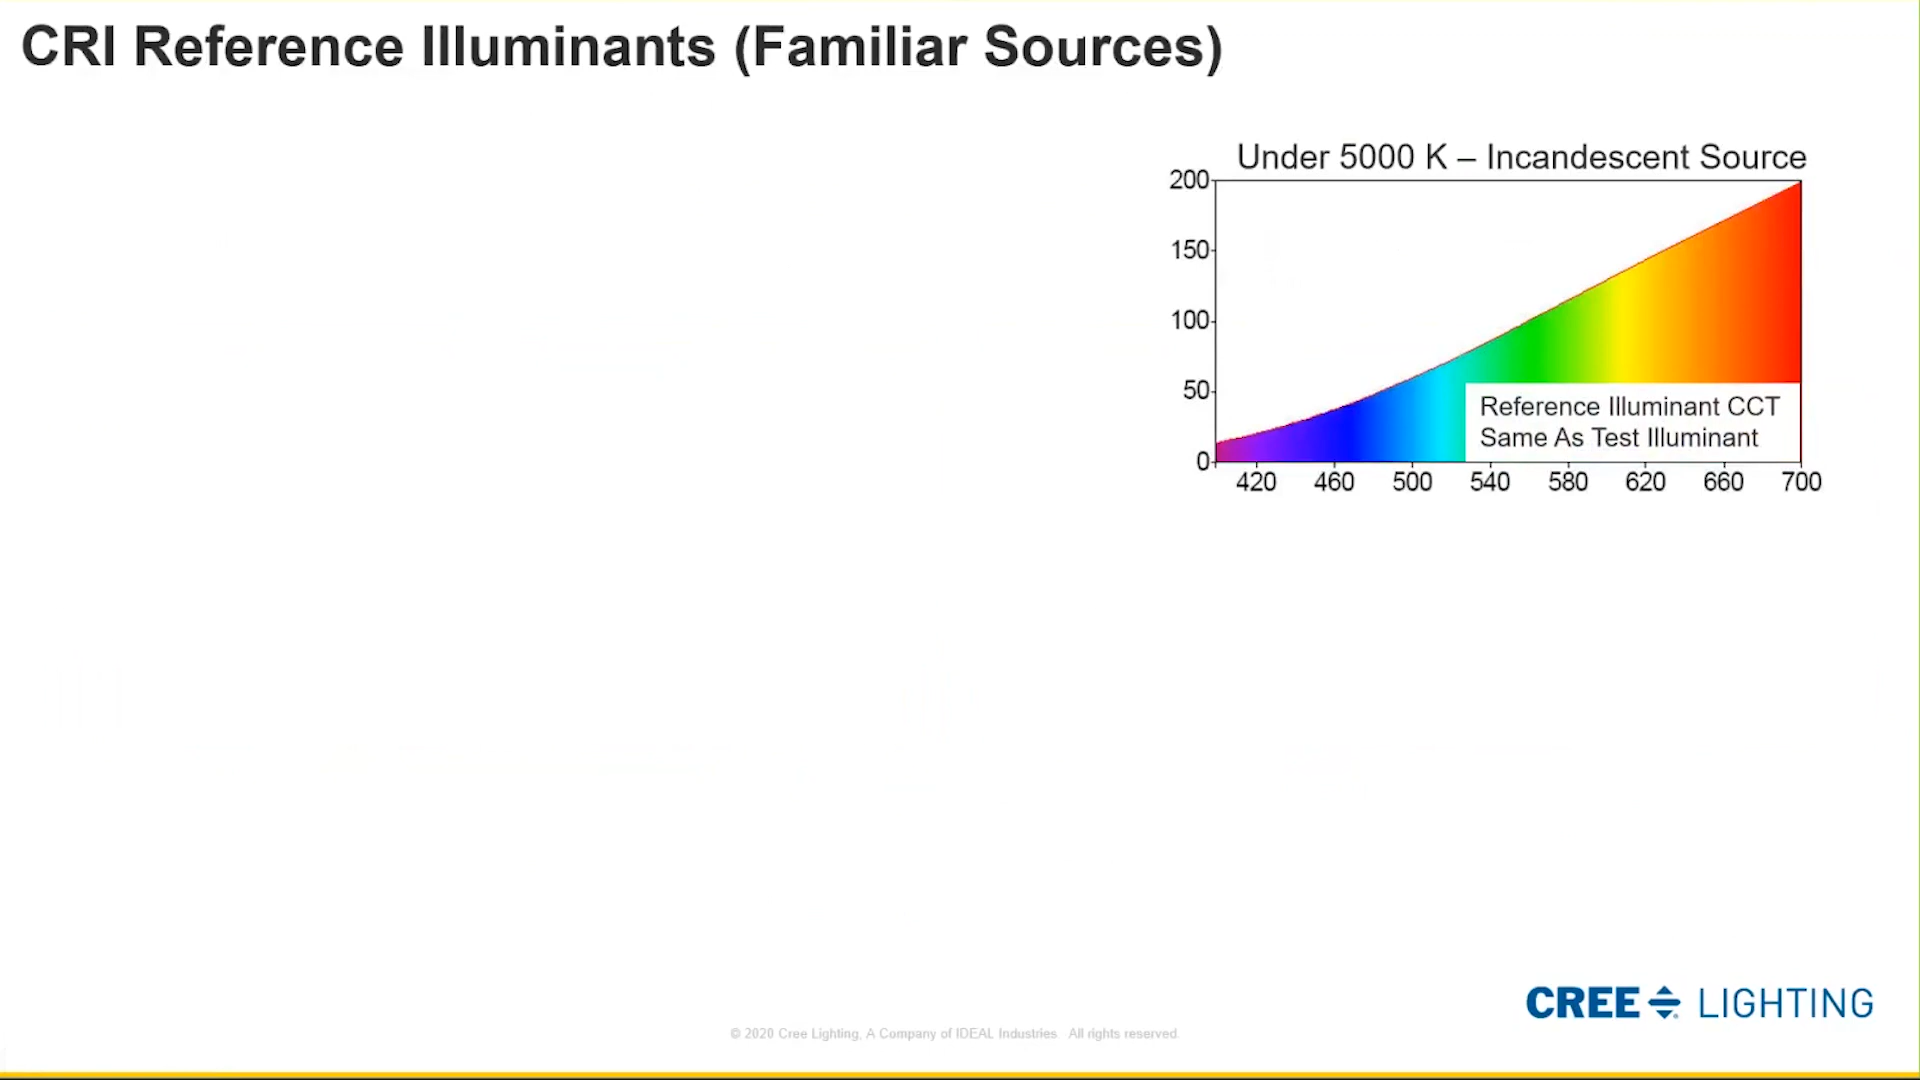 CRI Reference Illuminants (Familiar Sources)
Under 5000 K – Incandescent Source
200
150
100
50
0
Reference Illuminant CCT
Same As Test Illuminant
420 460 500 540 580 620 660 700
CREE LIGHTING
© 2020 Cree Lighting, A Company of IDEAL Industries. All rights reserved.